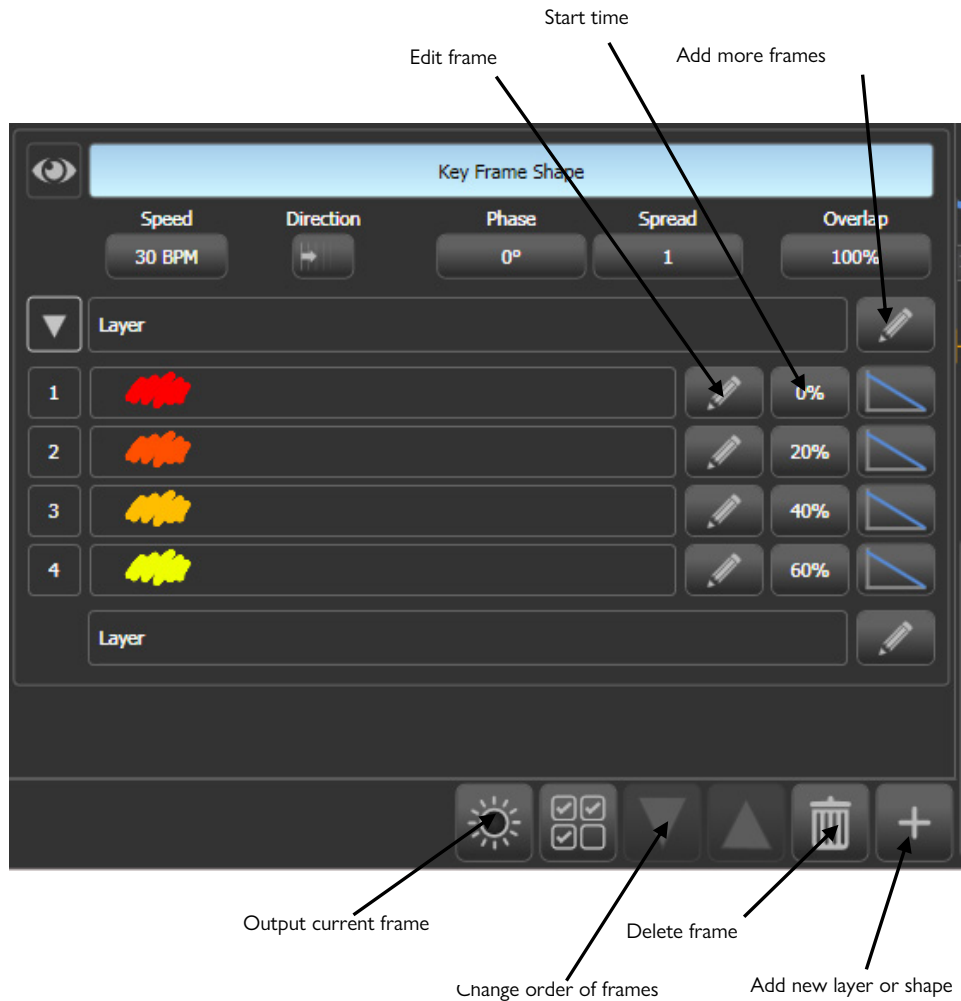 Start time
Edit frame
Add more frames
Key Frame Shape
Speed Direction Phase Spread Overlap
30 BPM 0° 1 100%
Layer
1 0%
2 20%
3 40%
4 60%
Layer
Output current frame
Delete frame
Change order of frames
Add new layer or shape